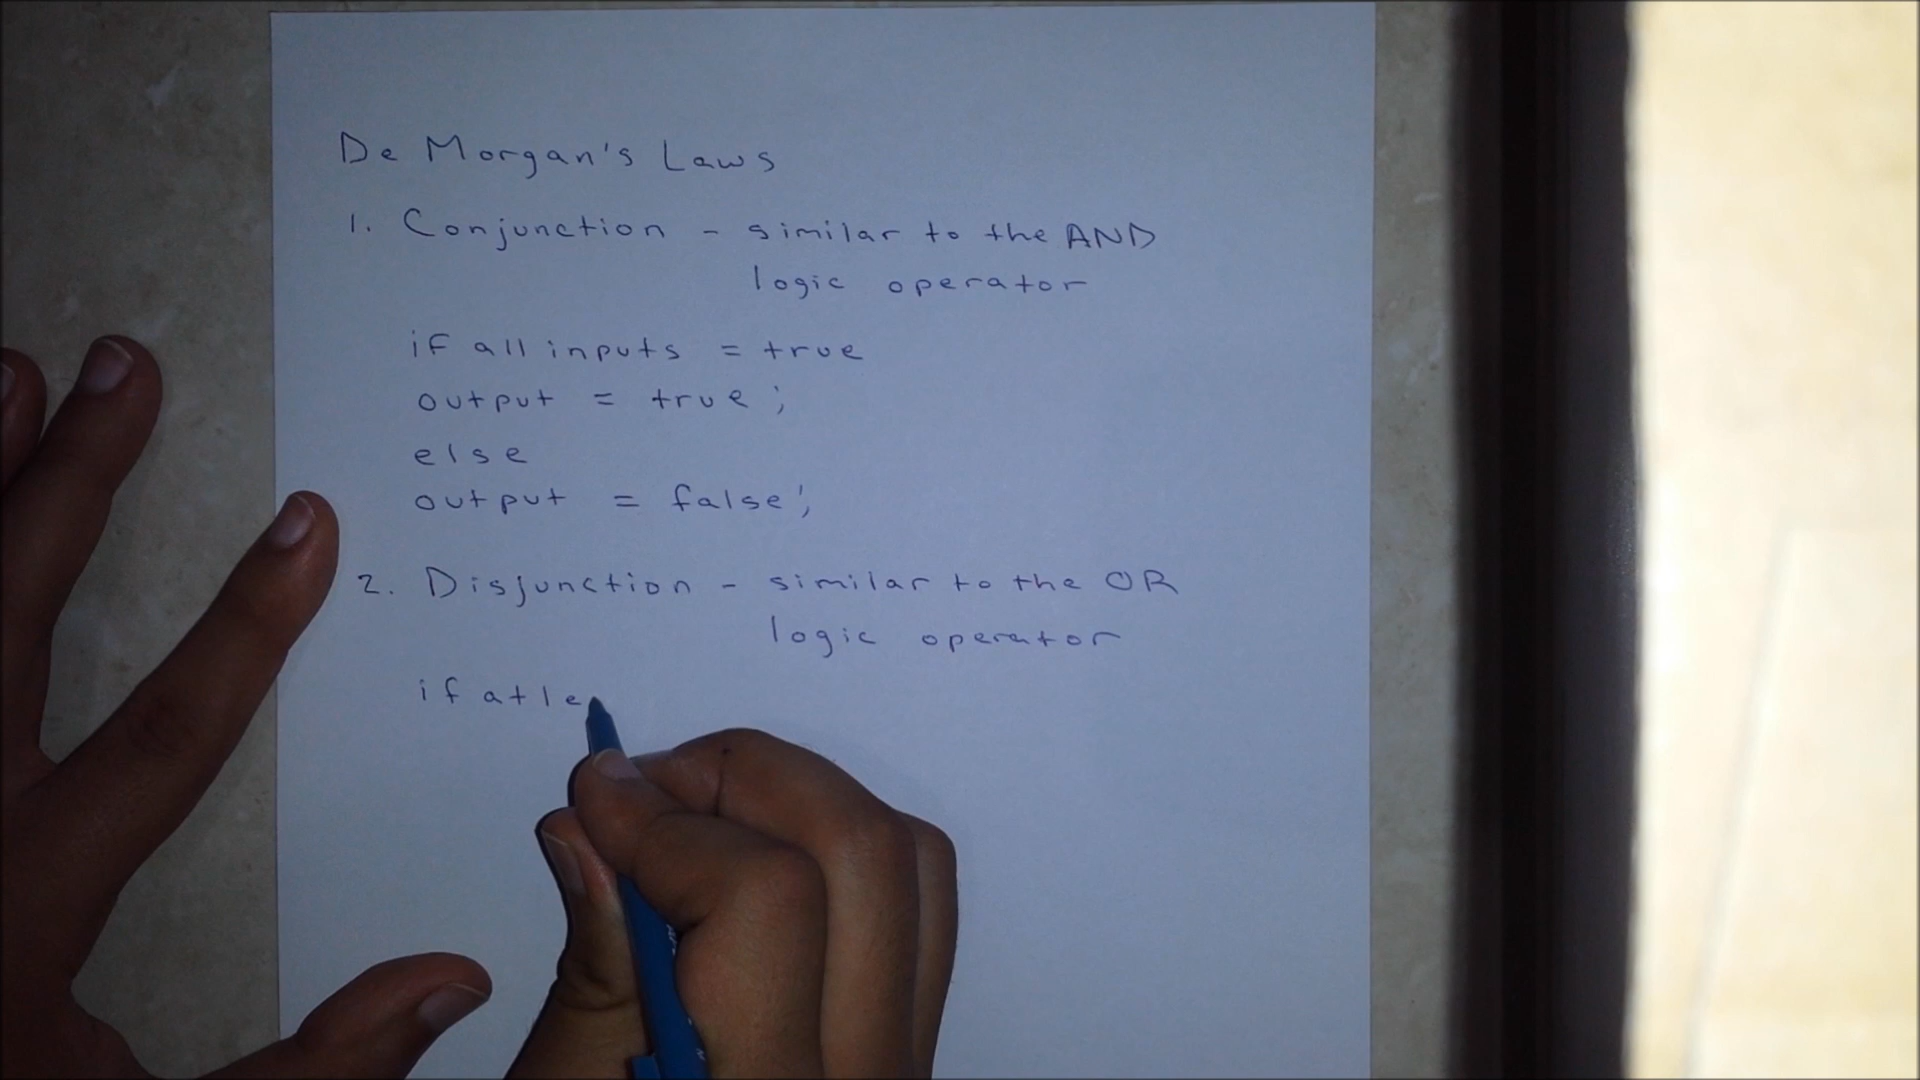 De Morgan's Laws
1. Conjunction - similar to the AND
logic operator
if all inputs = true
output = true;
else
output = false;
2. Disjunction - similar to the OR
logic operator
if atle